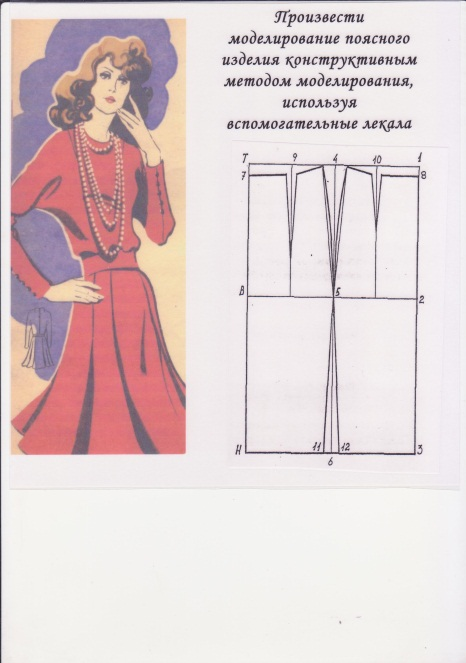 Произвести
моделирование поясного
изделия конструктивным
методом моделирования,
используя
вспомогательные лекала
Т 9 4 10 1
7 8
В 5 2
Н 11 12 3
6